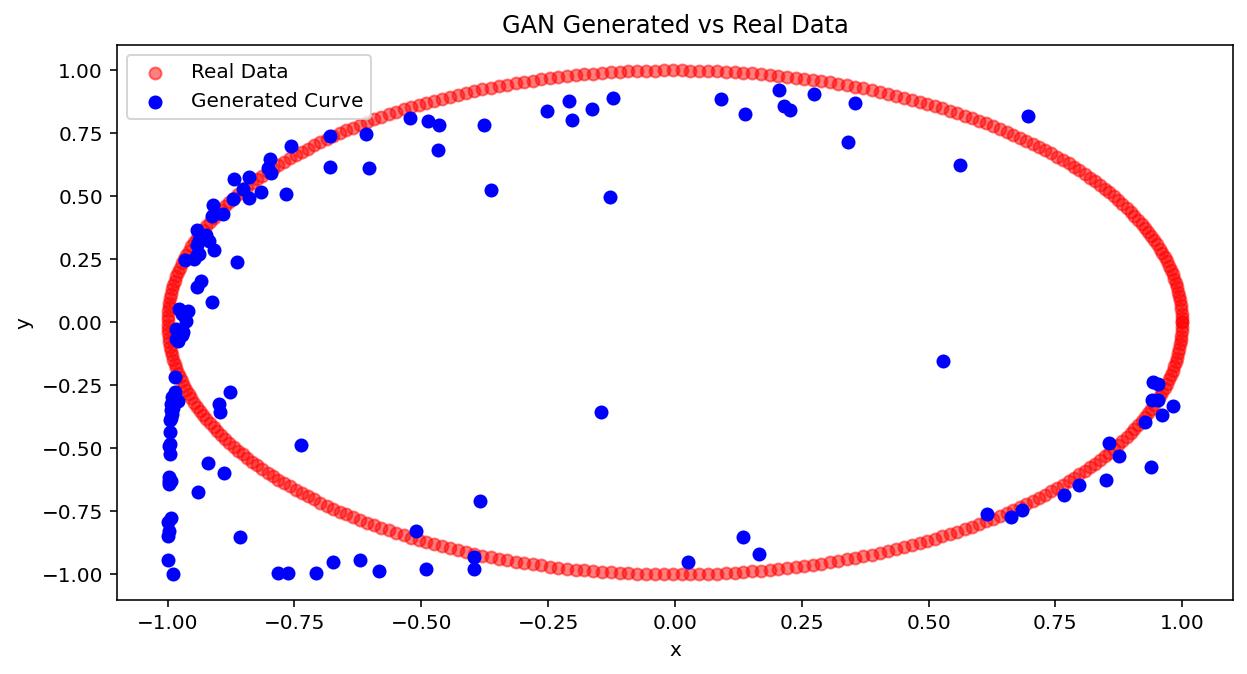 GAN Generated vs Real Data
Real Data
Generated Curve
1.00
0.75
0.50
0.25
0.00
−0.25
−0.50
−0.75
−1.00
y
−1.00 −0.75 −0.50 −0.25 0.00 0.25 0.50 0.75 1.00
x